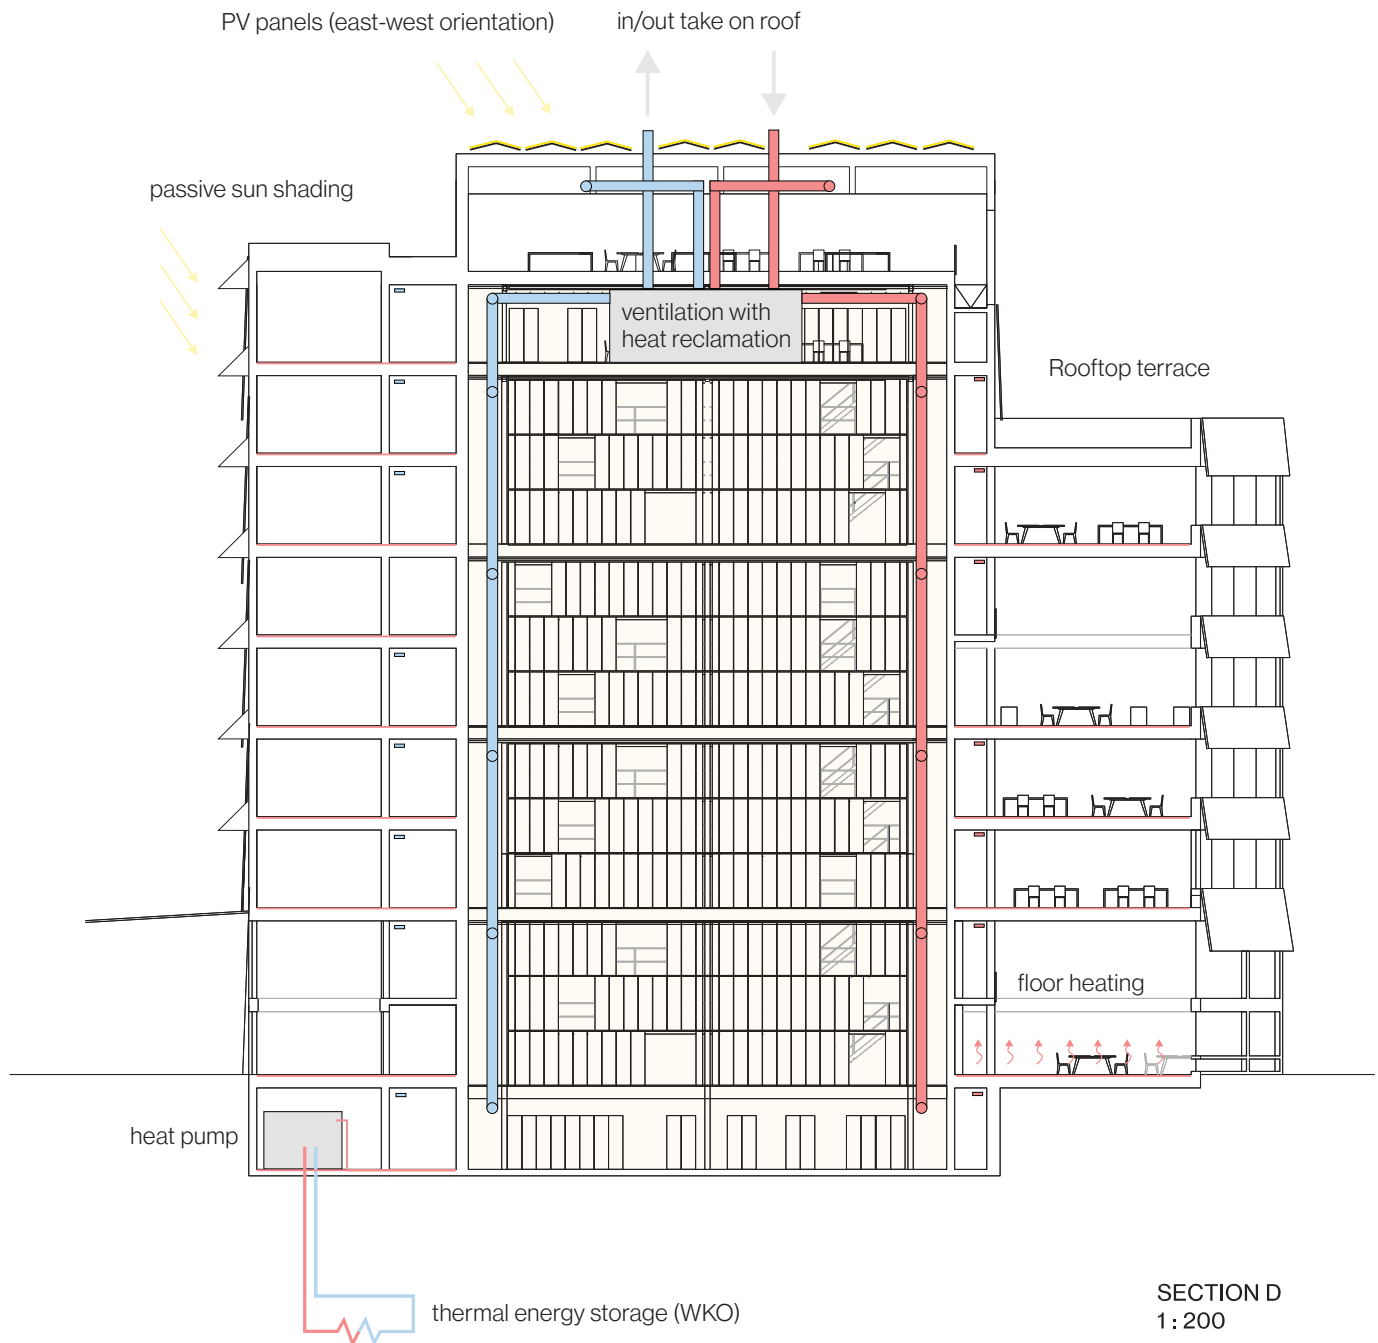 PV panels (east-west orientation)
in/out take on roof
passive sun shading
ventilation with
heat reclamation
Rooftop terrace
floor heating
heat pump
thermal energy storage (WKO)
SECTION D
1:200